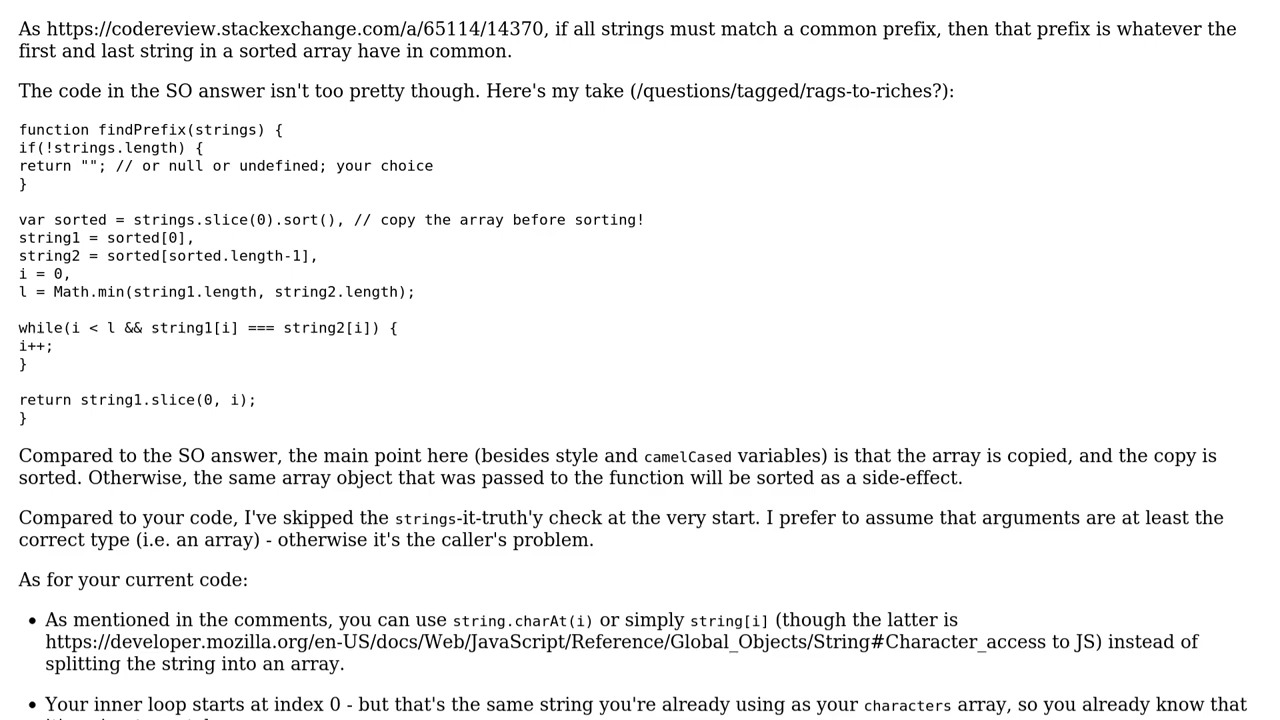 As https://codereview.stackexchange.com/a/65114/14370, if all strings must match a common prefix, then that prefix is whatever the
first and last string in a sorted array have in common.
The code in the SO answer isn't too pretty though. Here's my take (/questions/tagged/rags-to-riches?):
function findPrefix(strings) {
if(!strings.length) {
return ""; // or null or undefined; your choice
}
var sorted = strings.slice(0).sort(), // copy the array before sorting!
string1 = sorted[0],
string2 = sorted[sorted.length-1],
i = 0,
l = Math.min(string1.length, string2.length);
while(i < l && string1[i] === string2[i]) {
i++;
}
return string1.slice(0, i);
}
Compared to the SO answer, the main point here (besides style and camelCased variables) is that the array is copied, and the copy is
sorted. Otherwise, the same array object that was passed to the function will be sorted as a side-effect.
Compared to your code, I've skipped the strings-it-truth'y check at the very start. I prefer to assume that arguments are at least the
correct type (i.e. an array) - otherwise it's the caller's problem.
As for your current code:
• As mentioned in the comments, you can use string.charAt(i) or simply string[i] (though the latter is
https://developer.mozilla.org/en-US/docs/Web/JavaScript/Reference/Global_Objects/String#Character_access to JS) instead of
splitting the string into an array.
• Your inner loop starts at index 0 - but that's the same string you're already using as your characters array, so you already know that